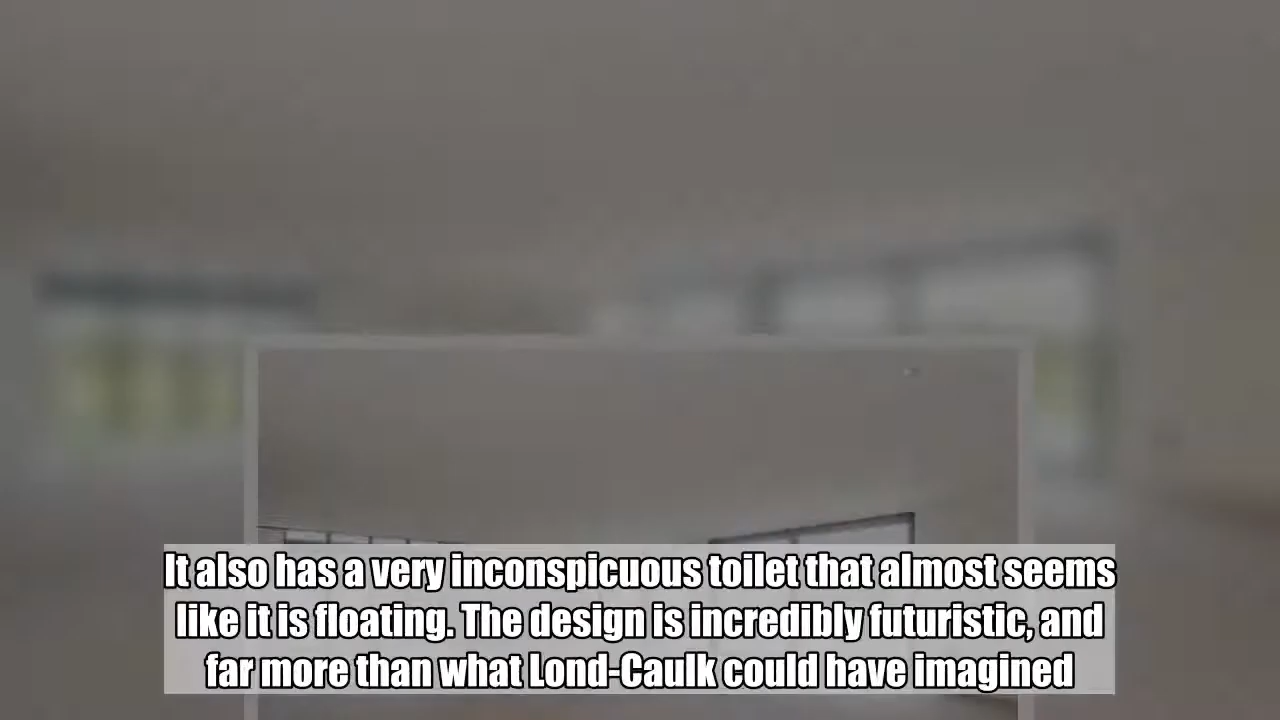 It also has a very inconspicuous toilet that almost seems
like it is floating. The design is incredibly futuristic, and
far more than what Lond-Caulk could have imagined